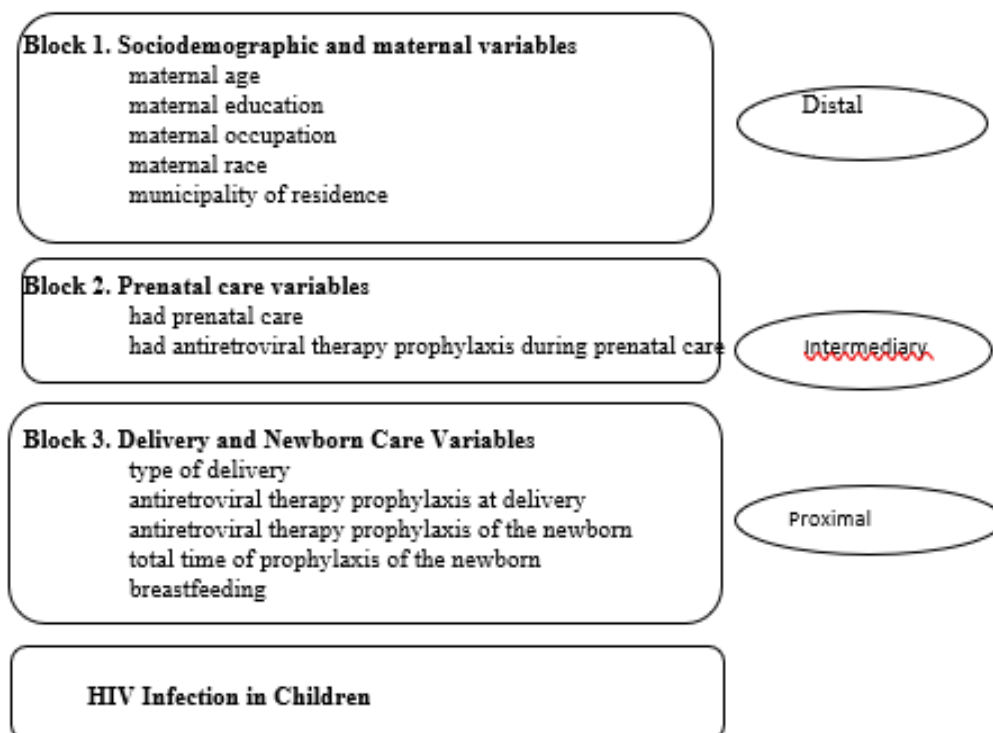 Block 1. Sociodemographic and maternal variables
maternal age
Distal
maternal education
maternal occupation
maternal race
municipality of residence
Block 2. Prenatal care variables
had prenatal care
had antiretroviral therapy prophylaxis during prenatal care
Intermediary
Block 3. Delivery and Newborn Care Variables
type of delivery
antiretroviral therapy prophylaxis at delivery
Proximal
antiretroviral therapy prophylaxis of the newborn
total time of prophylaxis of the newborn
breastfeeding
HIV Infection in Children